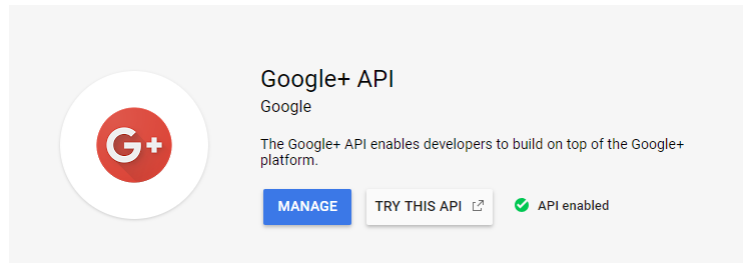 Google+ API
Google
G+
The Google+ API enables developers to build on top of the Google+
platform.
MANAGE
TRY THIS API
API enabled